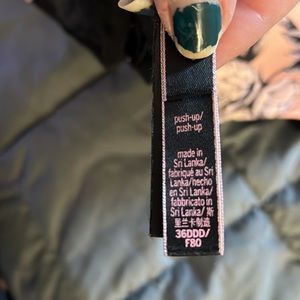 push-up/
push-up
made in
Sri Lanka/
fabriqué au Sri
Lanka/hecho
en Sri Lanka/
fabbricato in
Sri Lanka/ 斯
里兰卡制造
36DDD/
F80